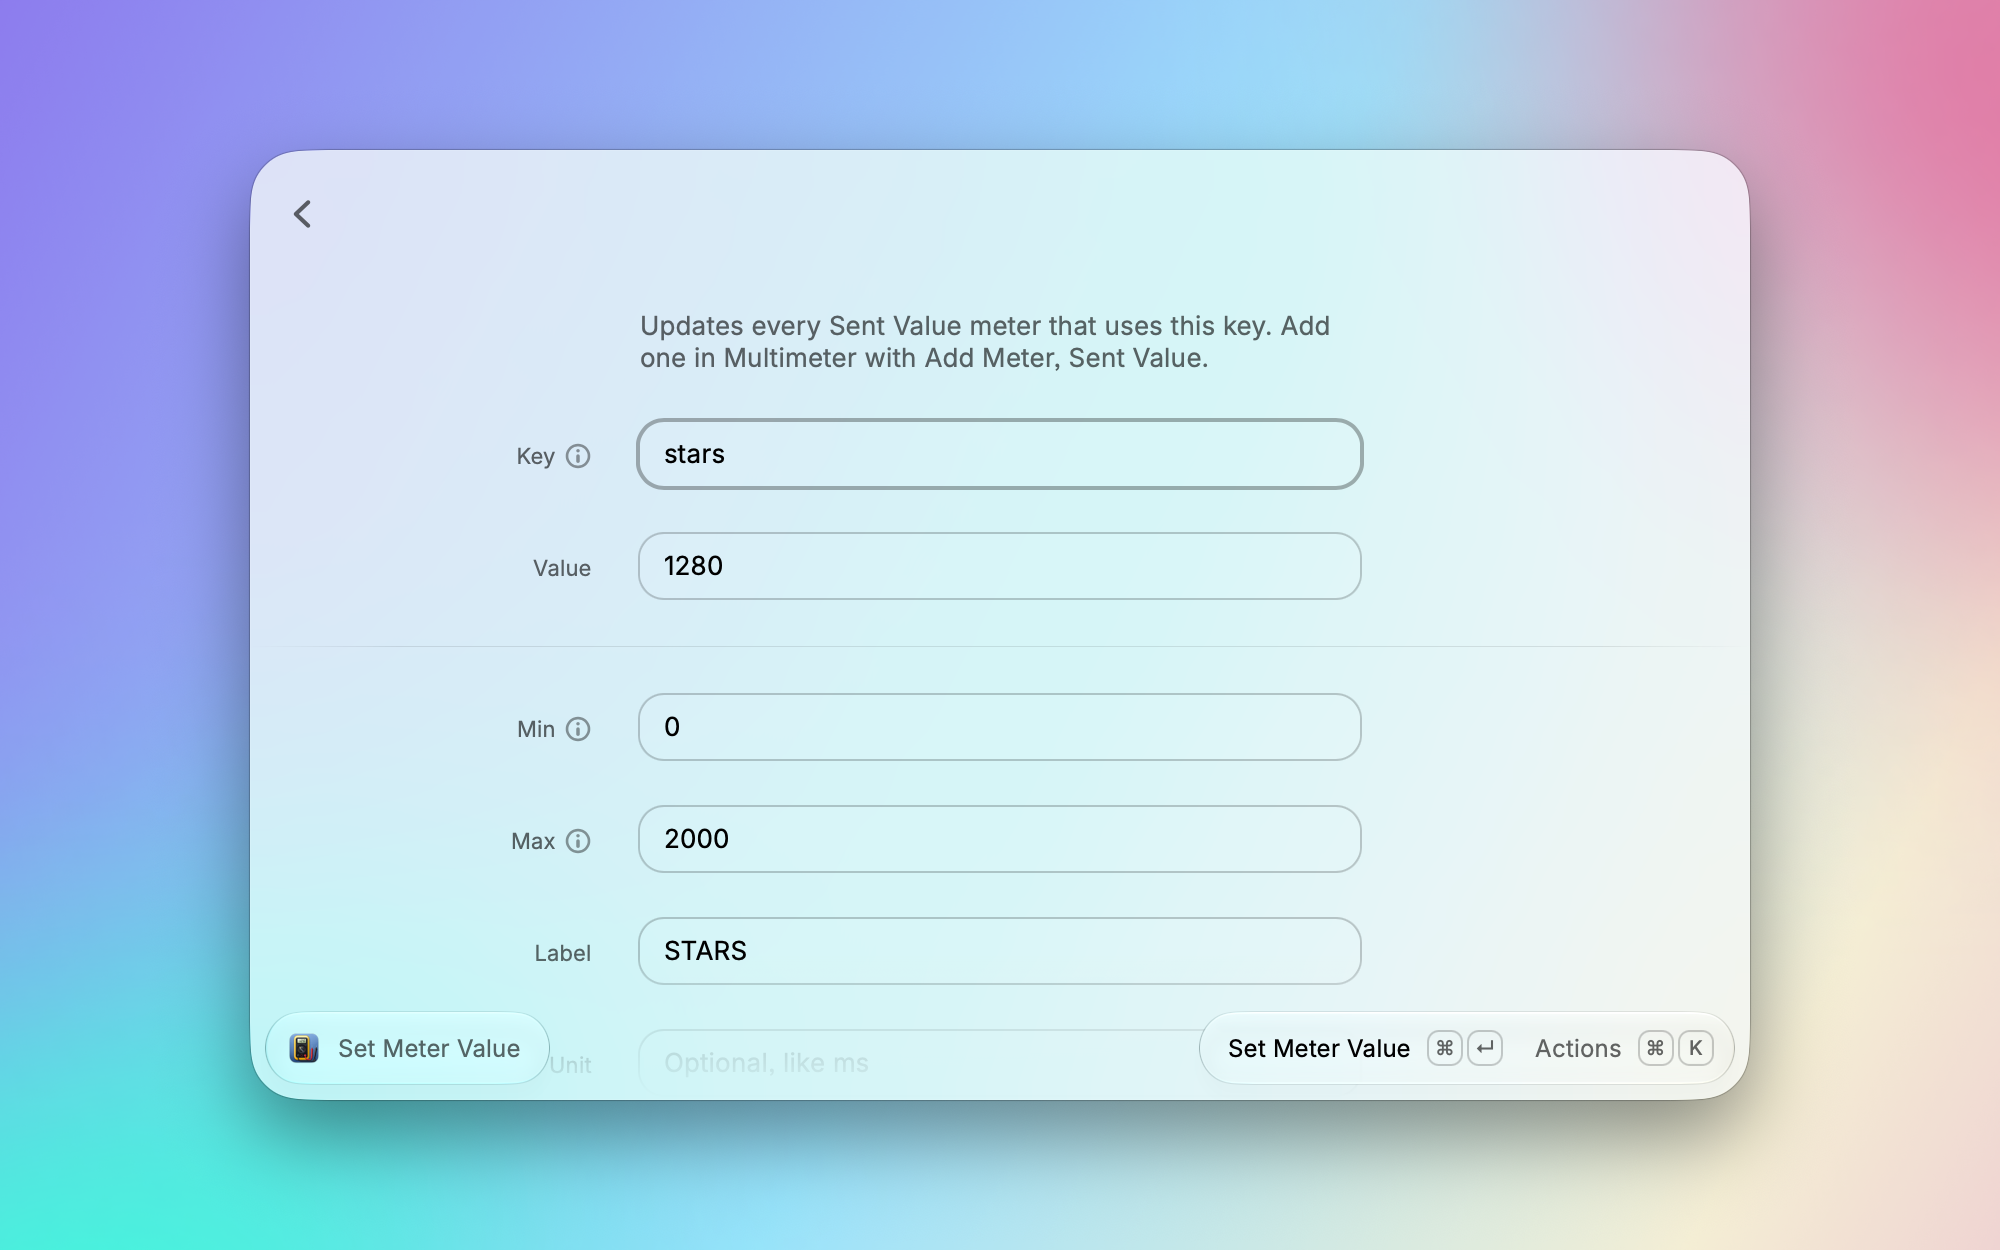 Updates every Sent Value meter that uses this key. Add
one in Multimeter with Add Meter, Sent Value.
Key
stars
Value
1280
Min
0
Max
2000
Label
STARS
Unit
Optional, like ms
Set Meter Value
Set Meter Value ⌘ ↵ Actions ⌘ K